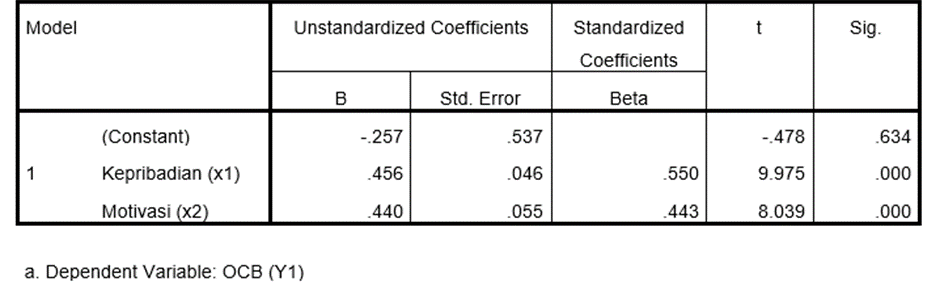 Model Unstandardized Coefficients Standardized Coefficients t Sig.
B Std. Error Beta
(Constant) -.257 .537 -.478 .634
1 Kepribadian (x1) .456 .046 .550 9.975 .000
Motivasi (x2) .440 .055 .443 8.039 .000
a. Dependent Variable: OCB (Y1)